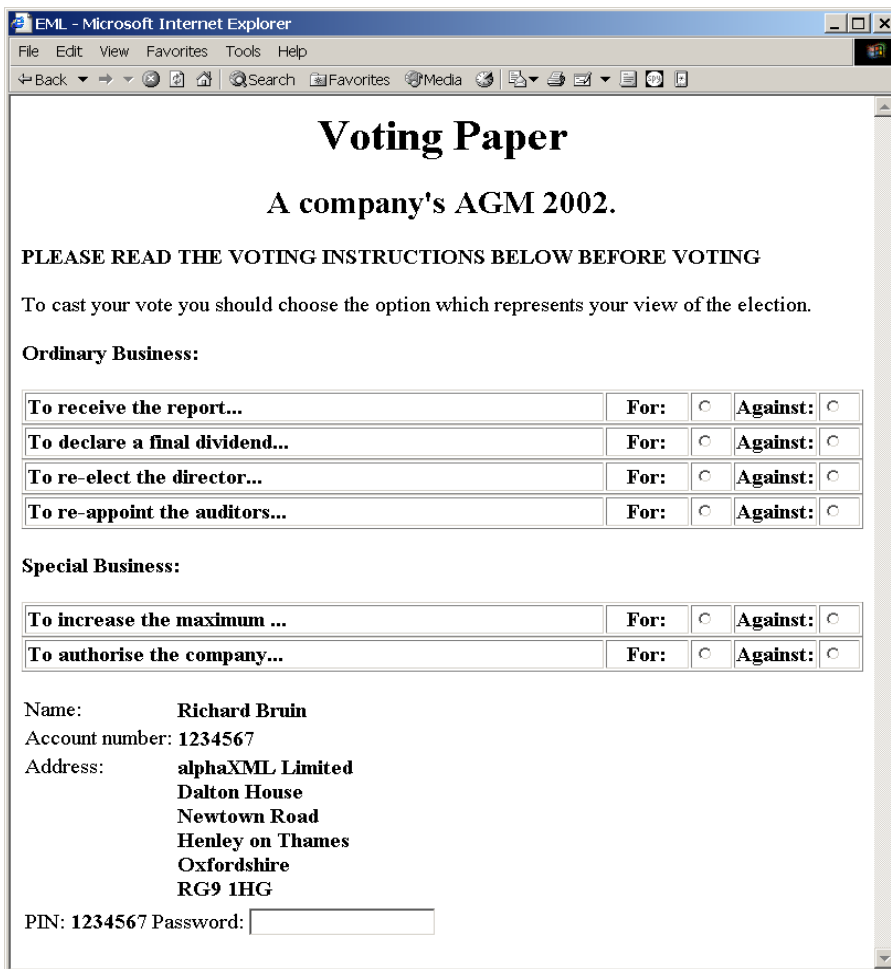 EML - Microsoft Internet Explorer
File Edit View Favorites Tools Help
Back Search Favorites Media
Voting Paper
A company's AGM 2002.
PLEASE READ THE VOTING INSTRUCTIONS BELOW BEFORE VOTING
To cast your vote you should choose the option which represents your view of the election.
Ordinary Business:
To receive the report... For: Against:
To declare a final dividend... For: Against:
To re-elect the director... For: Against:
To re-appoint the auditors... For: Against:
Special Business:
To increase the maximum ... For: Against:
To authorise the company... For: Against:
Name: Richard Bruin
Account number: 1234567
Address: alphaXML Limited
Dalton House
Newtown Road
Henley on Thames
Oxfordshire
RG9 1HG
PIN: 1234567 Password: